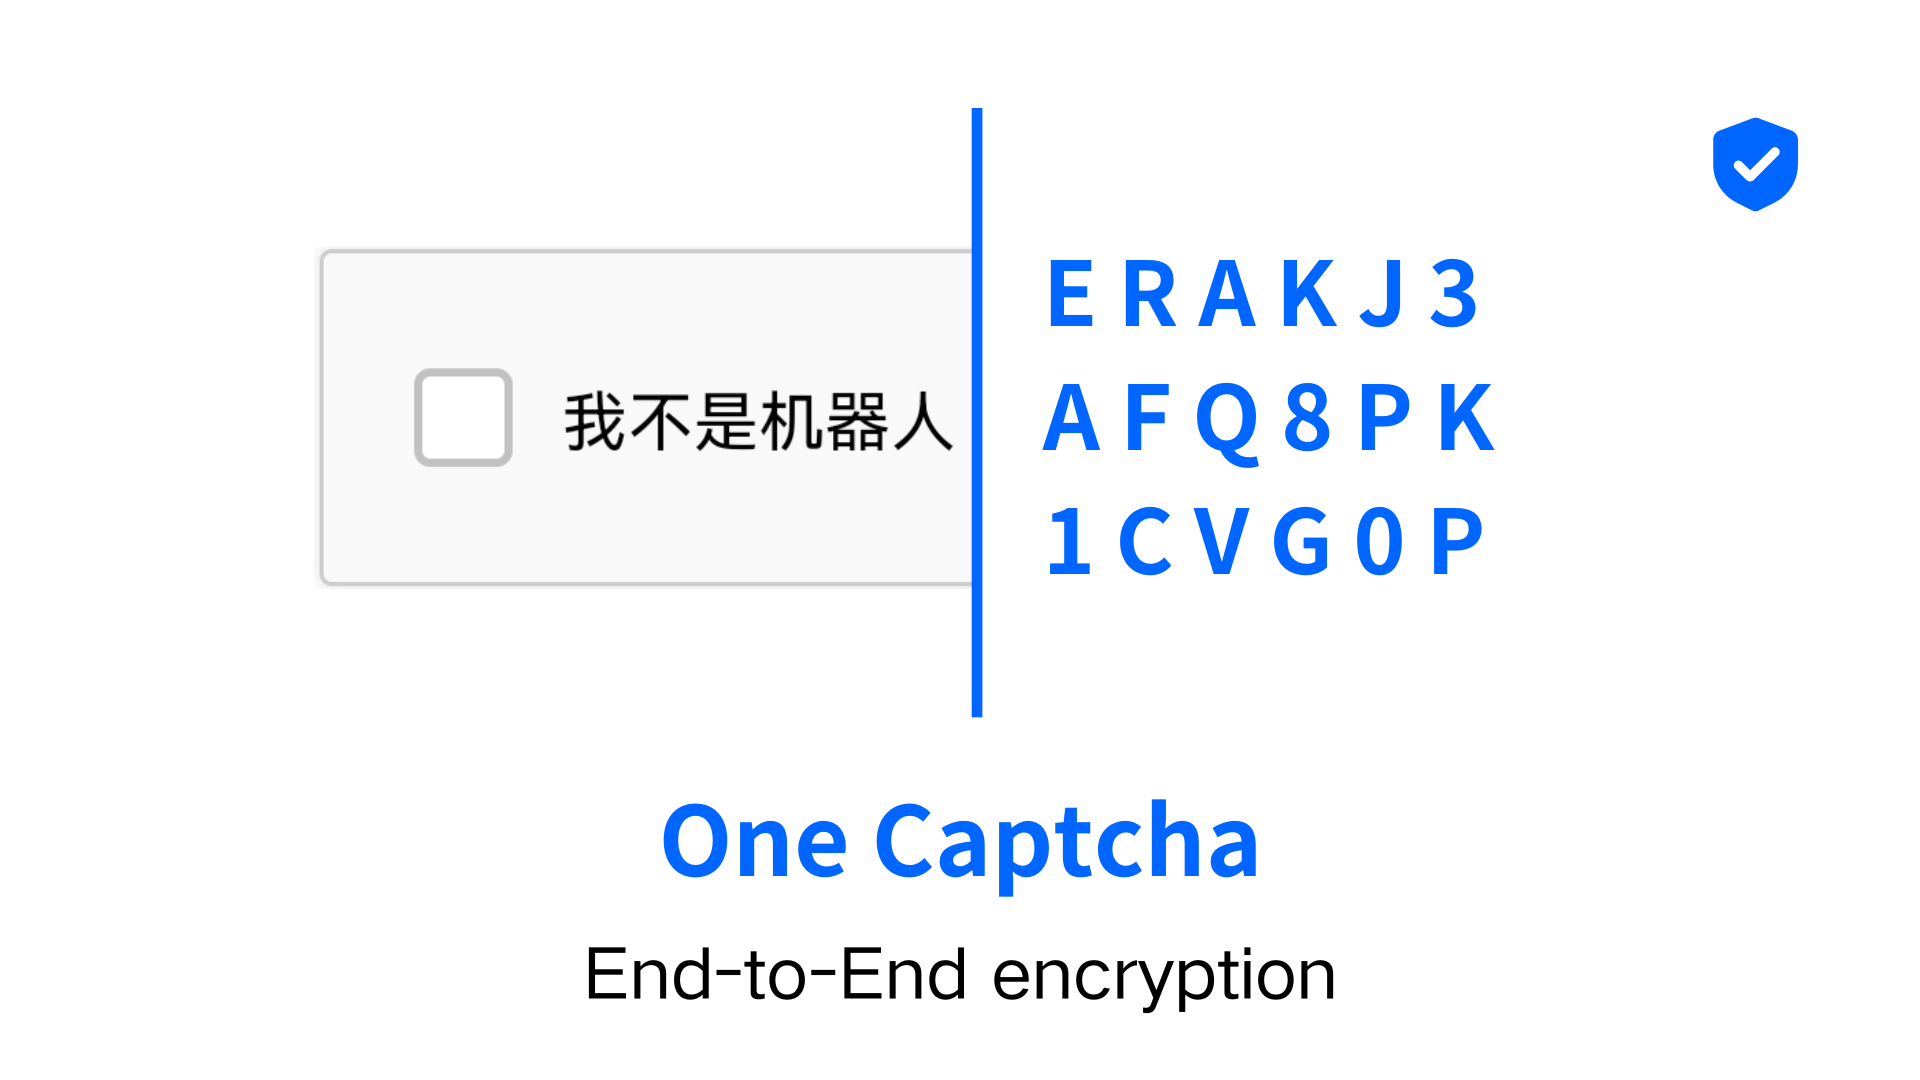 我不是机器人
E R A K J 3
A F Q 8 P K
1 C V G 0 P
One Captcha
End-to-End encryption